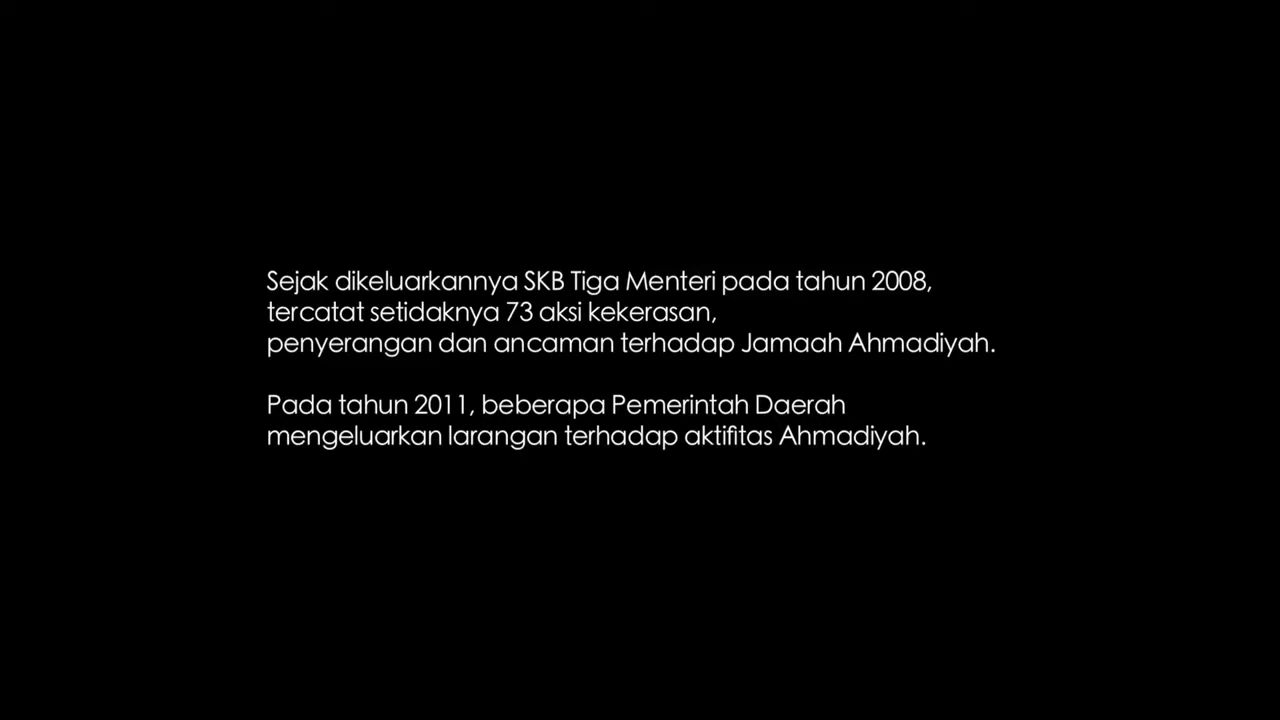 Sejak dikeluarkannya SKB Tiga Menteri pada tahun 2008,
tercatat setidaknya 73 aksi kekerasan,
penyerangan dan ancaman terhadap Jamaah Ahmadiyah.
Pada tahun 2011, beberapa Pemerintah Daerah
mengeluarkan larangan terhadap aktifitas Ahmadiyah.